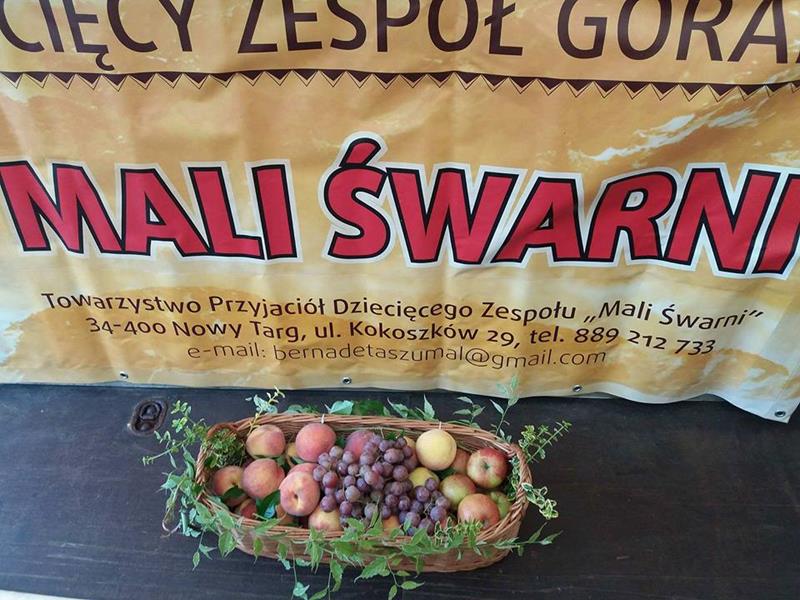 CIĘCY ZESPÓŁ GÓRA
MALI ŚWARNI
Towarzystwo Przyjaciół Dziecięcego Zespołu „Mali Świarni”
34-400 Nowy Targ, ul. Kokoszków 29, tel. 889 212 733
e-mail: bernadetaszumal@gmail.com